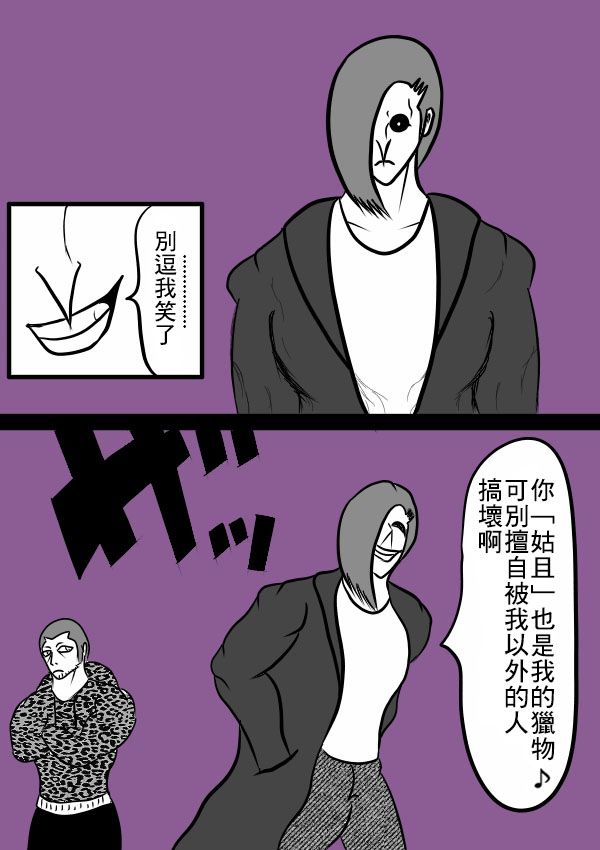 ………………
別逗我笑了
ザッ
你「姑且」也是我的獵物♪
可別擅自被我以外的人
搞壞啊